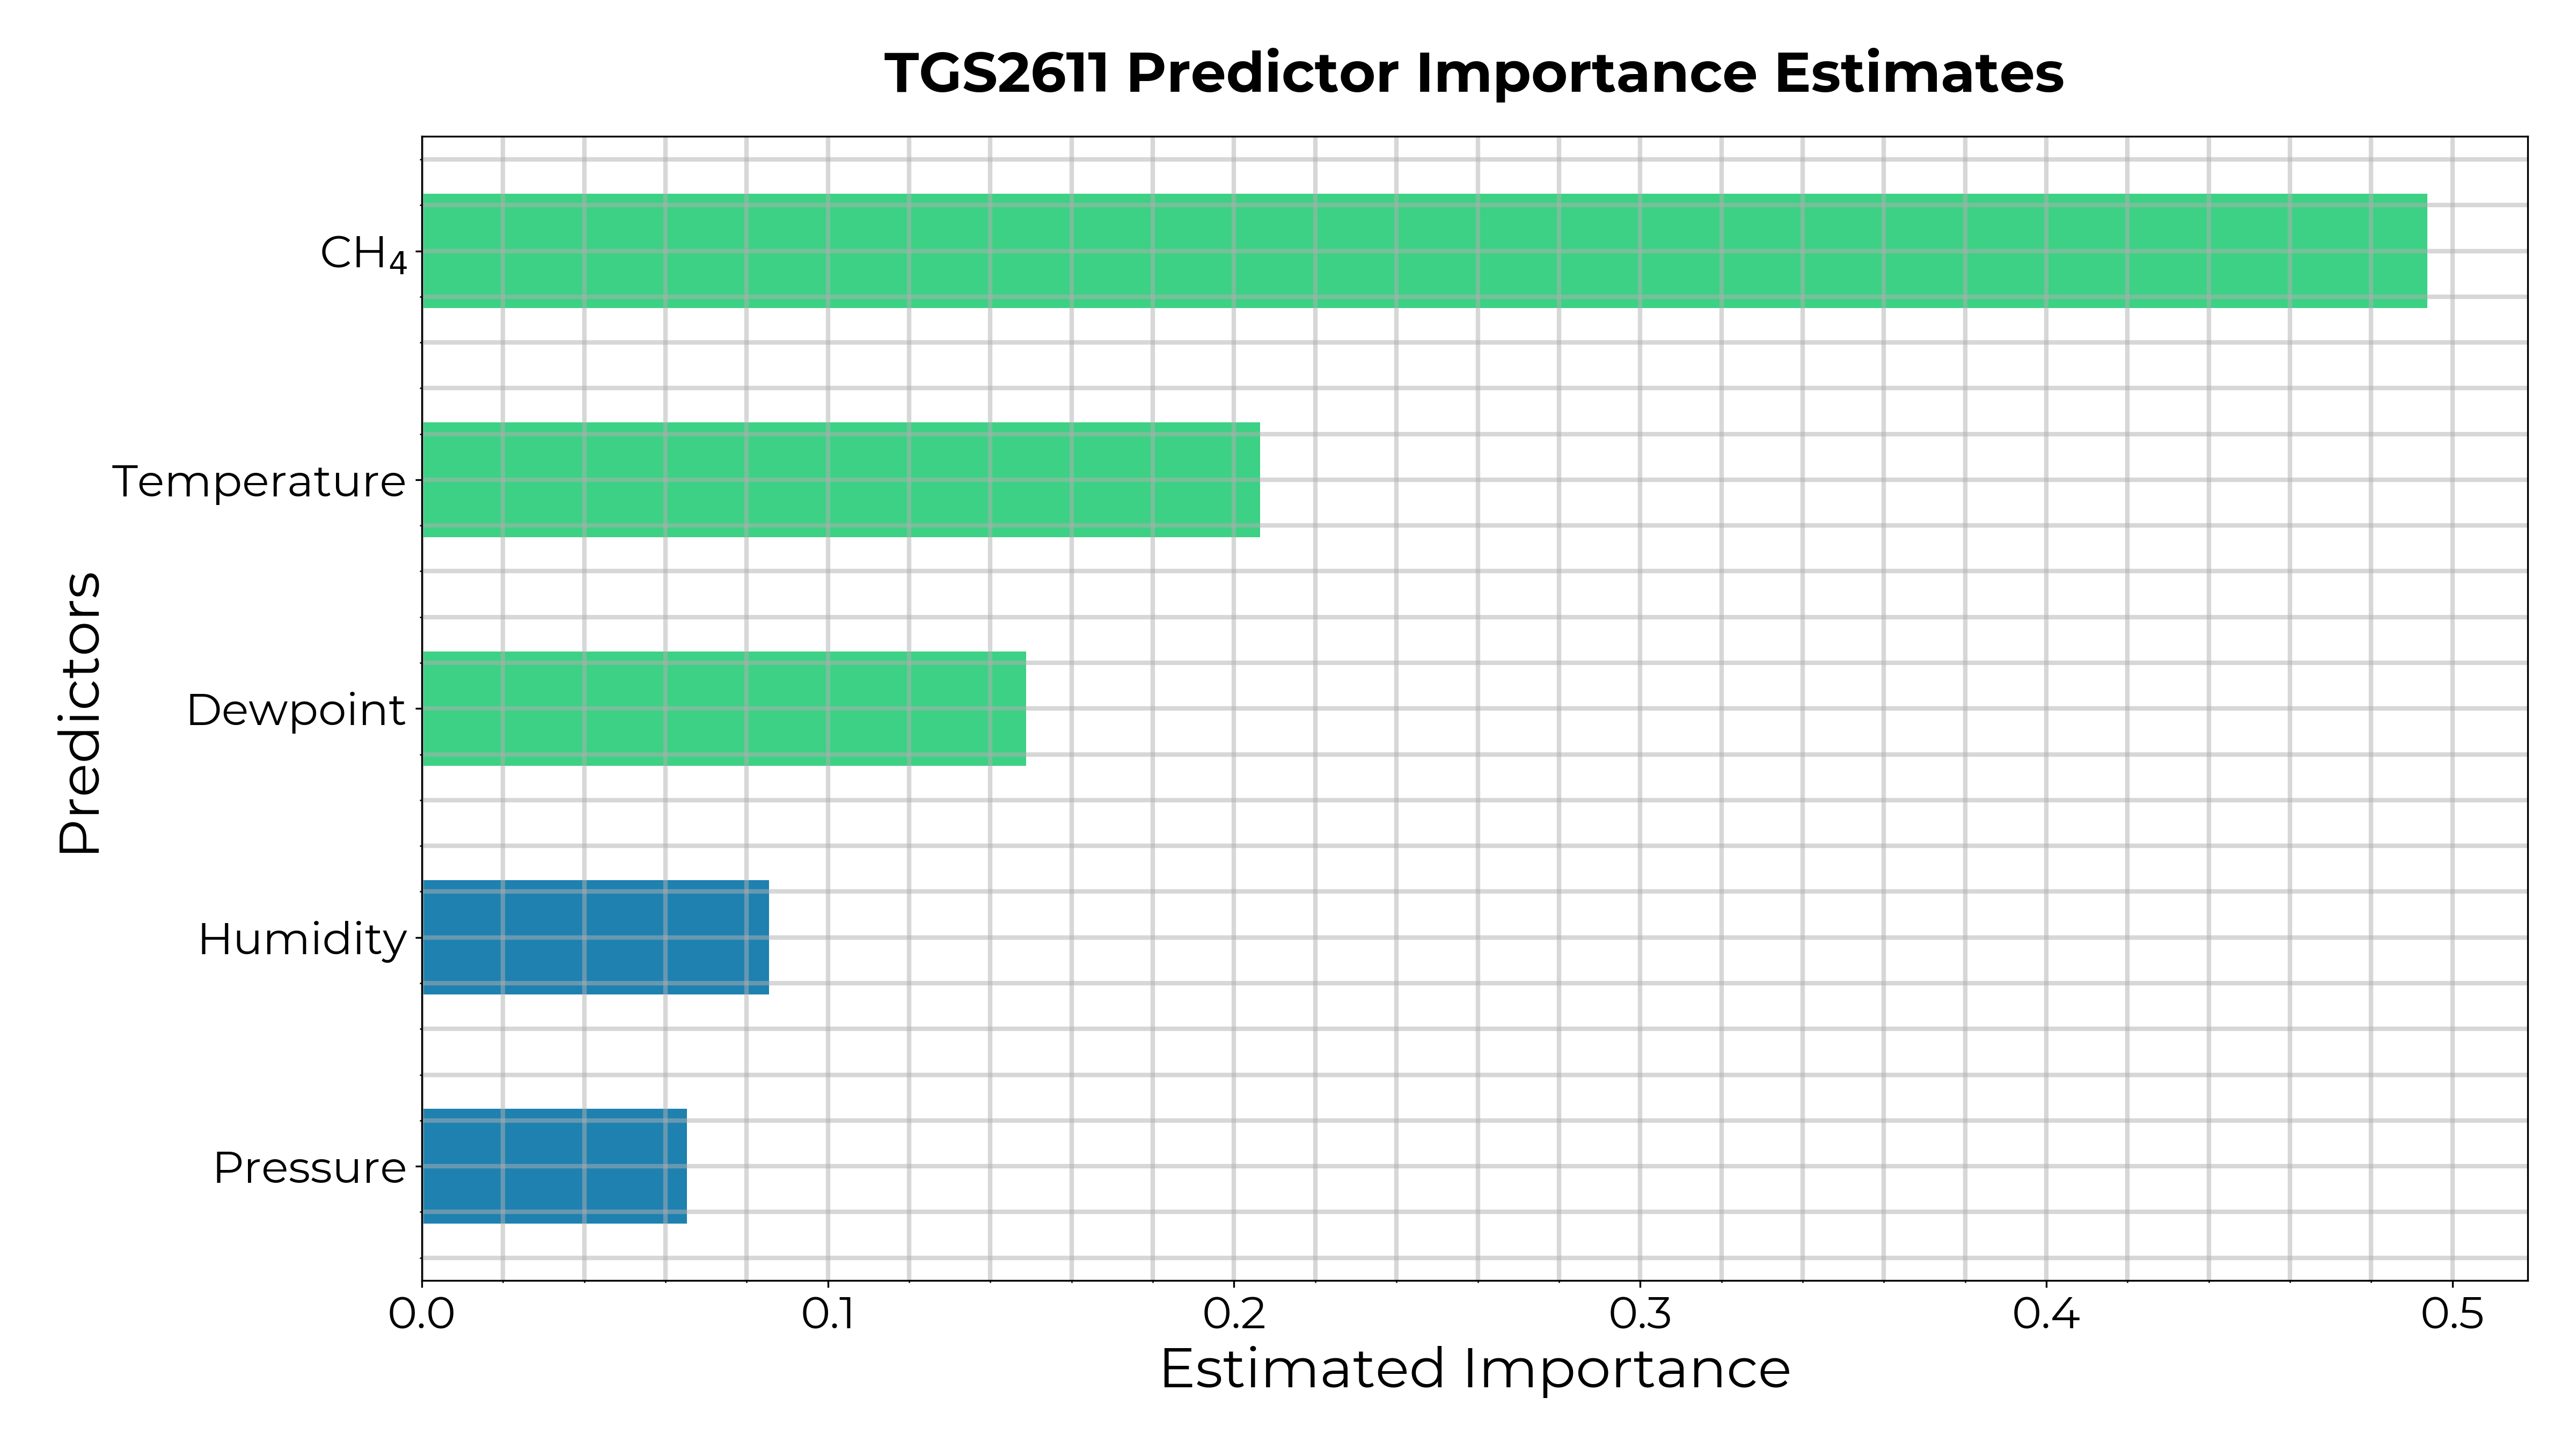 TGS2611 Predictor Importance Estimates
CH₄
Temperature
Dewpoint
Humidity
Pressure
Predictors
0.0 0.1 0.2 0.3 0.4 0.5
Estimated Importance